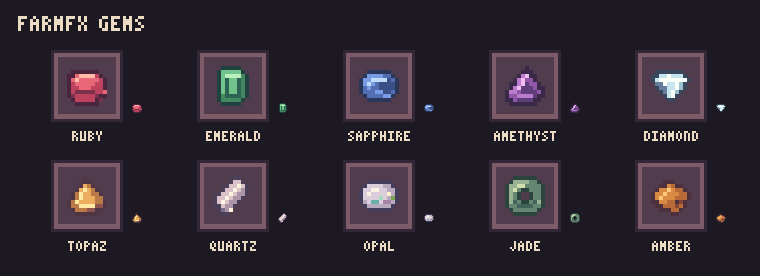 FARMFX GEMS
RUBY EMERALD SAPPHIRE AMETHYST DIAMOND
TOPAZ QUARTZ OPAL JADE AMBER